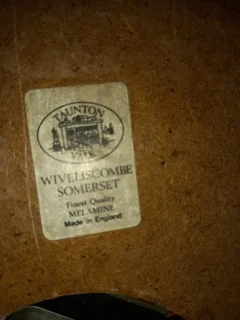 TAUNTON
VALE
WIVELISCOMBE
SOMERSET
Finest Quality
MELAMINE
Made in England